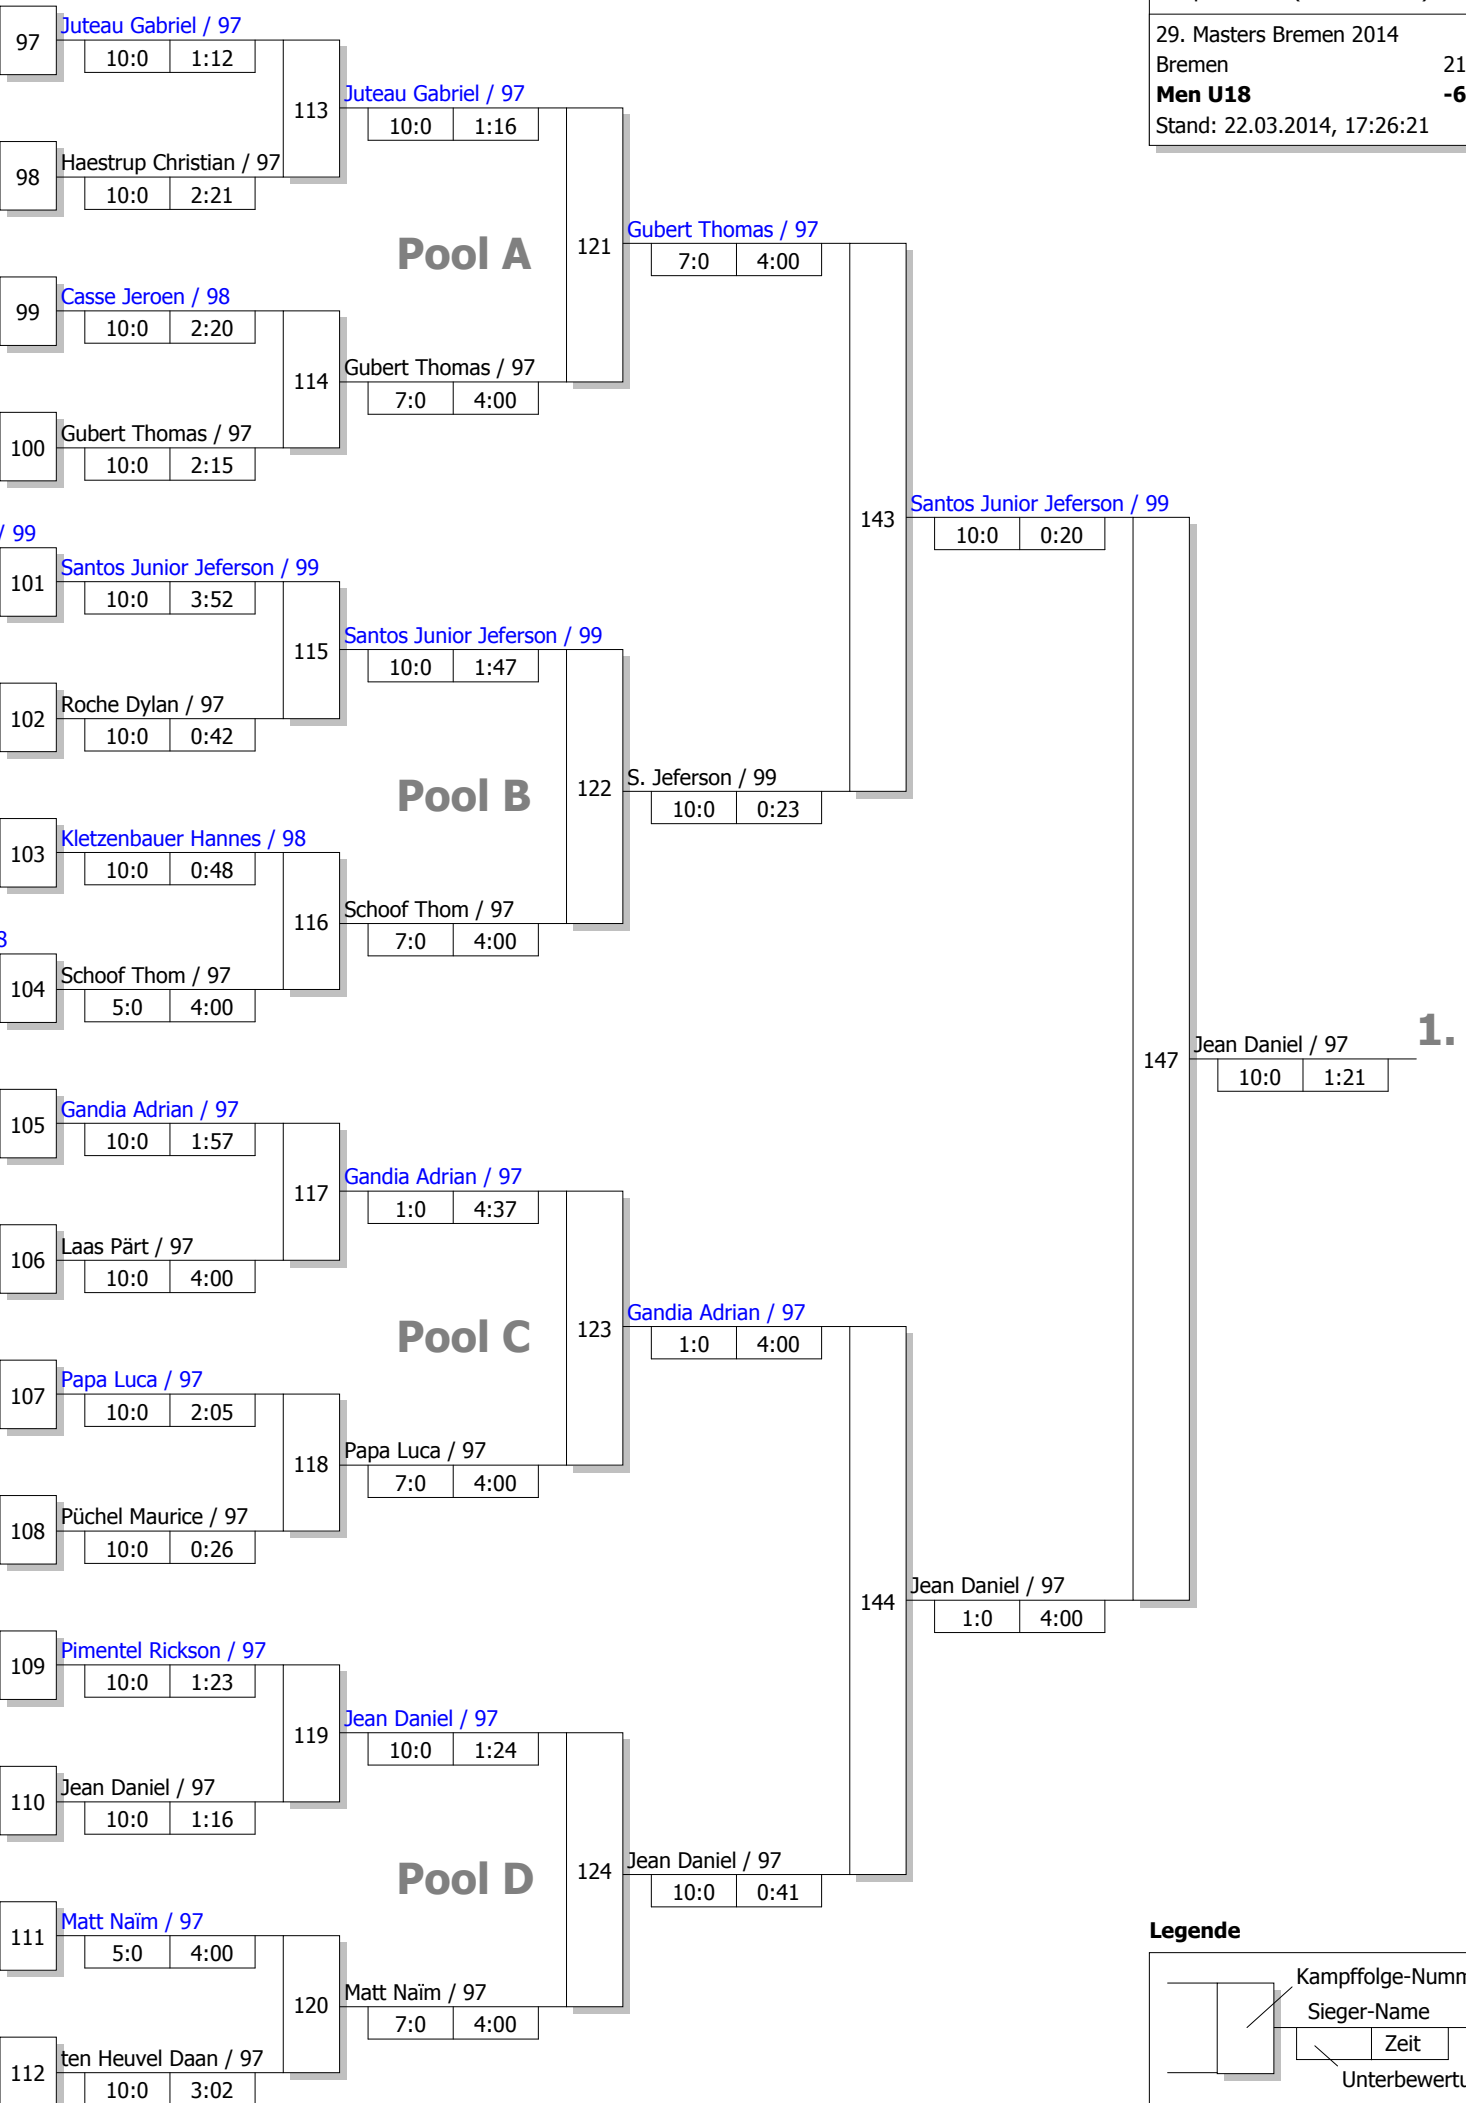 29. Masters Bremen 2014
Bremen 21
Men U18 -6
Stand: 22.03.2014, 17:26:21
97
Juteau Gabriel / 97
10:0 1:12
113
Juteau Gabriel / 97
10:0 1:16
98
Haestrup Christian / 97
10:0 2:21
Pool A
121
Gubert Thomas / 97
7:0 4:00
99
Casse Jeroen / 98
10:0 2:20
114
Gubert Thomas / 97
7:0 4:00
100
Gubert Thomas / 97
10:0 2:15
143
Santos Junior Jeferson / 99
10:0 0:20
/ 99
101
Santos Junior Jeferson / 99
10:0 3:52
115
Santos Junior Jeferson / 99
10:0 1:47
102
Roche Dylan / 97
10:0 0:42
Pool B
122
S. Jeferson / 99
10:0 0:23
103
Kletzenbauer Hannes / 98
10:0 0:48
116
Schoof Thom / 97
7:0 4:00
104
Schoof Thom / 97
5:0 4:00
147
Jean Daniel / 97
10:0 1:21
1.
105
Gandia Adrian / 97
10:0 1:57
117
Gandia Adrian / 97
1:0 4:37
106
Laas Pärt / 97
10:0 4:00
Pool C
123
Gandia Adrian / 97
1:0 4:00
107
Papa Luca / 97
10:0 2:05
118
Papa Luca / 97
7:0 4:00
108
Püchel Maurice / 97
10:0 0:26
144
Jean Daniel / 97
1:0 4:00
109
Pimentel Rickson / 97
10:0 1:23
119
Jean Daniel / 97
10:0 1:24
110
Jean Daniel / 97
10:0 1:16
Pool D
124
Jean Daniel / 97
10:0 0:41
111
Matt Naïm / 97
5:0 4:00
120
Matt Naïm / 97
7:0 4:00
112
ten Heuvel Daan / 97
10:0 3:02
Legende
Kampffolge-Numm
Sieger-Name
Zeit
Unterbewertu